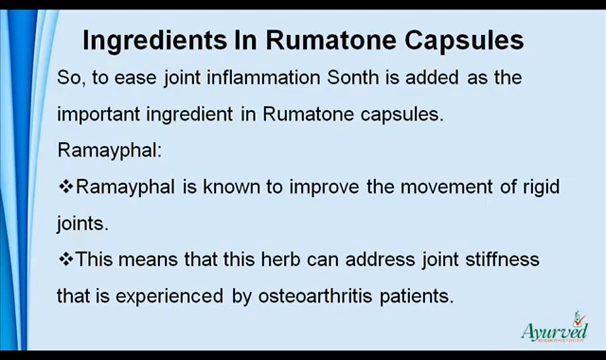 Ingredients In Rumatone Capsules
So, to ease joint inflammation Sonth is added as the
important ingredient in Rumatone capsules.
Ramayphal:
❖Ramayphal is known to improve the movement of rigid
joints.
❖This means that this herb can address joint stiffness
that is experienced by osteoarthritis patients.
Ayurved